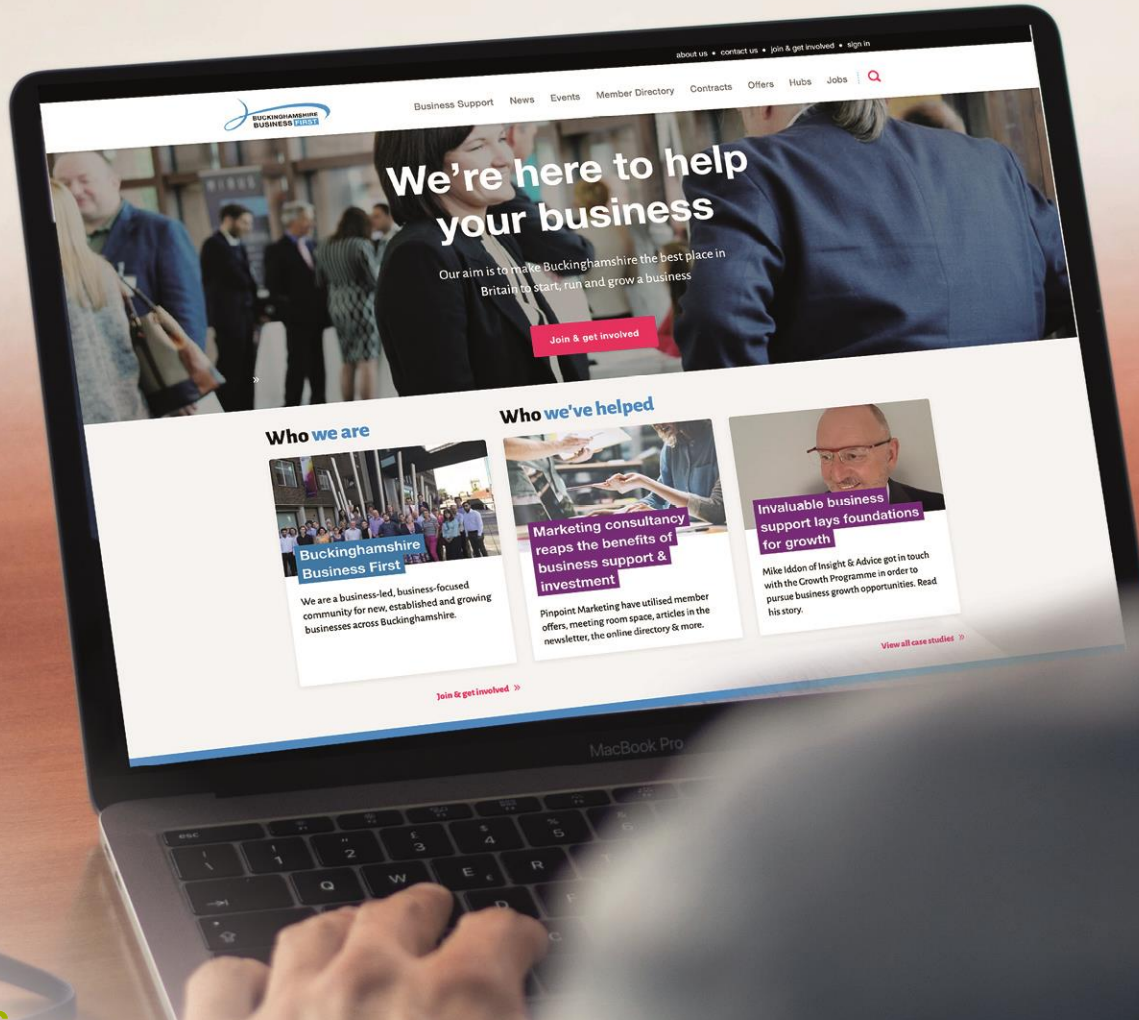 about us • contact us • join & get involved • sign in
BUCKINGHAMSHIRE
BUSINESS FIRST
Business Support News Events Member Directory Contracts Offers Hubs Jobs
We're here to help
your business
Our aim is to make Buckinghamshire the best place in
Britain to start, run and grow a business
Join & get involved
»
Who we are
Buckinghamshire
Business First
We are a business-led, business-focused
community for new, established and growing
businesses across Buckinghamshire.
Join & get involved »
Who we've helped
Marketing consultancy
reaps the benefits of
business support &
investment
Pinpoint Marketing have utilised member
offers, meeting room space, articles in the
newsletter, the online directory & more.
Invaluable business
support lays foundations
for growth
Mike Iddon of Insight & Advice got in touch
with the Growth Programme in order to
pursue business growth opportunities. Read
his story.
View all case studies »
MacBook Pro
esc
! " £ $ %
1 2 3 4 5 6
Q W E R
D
C